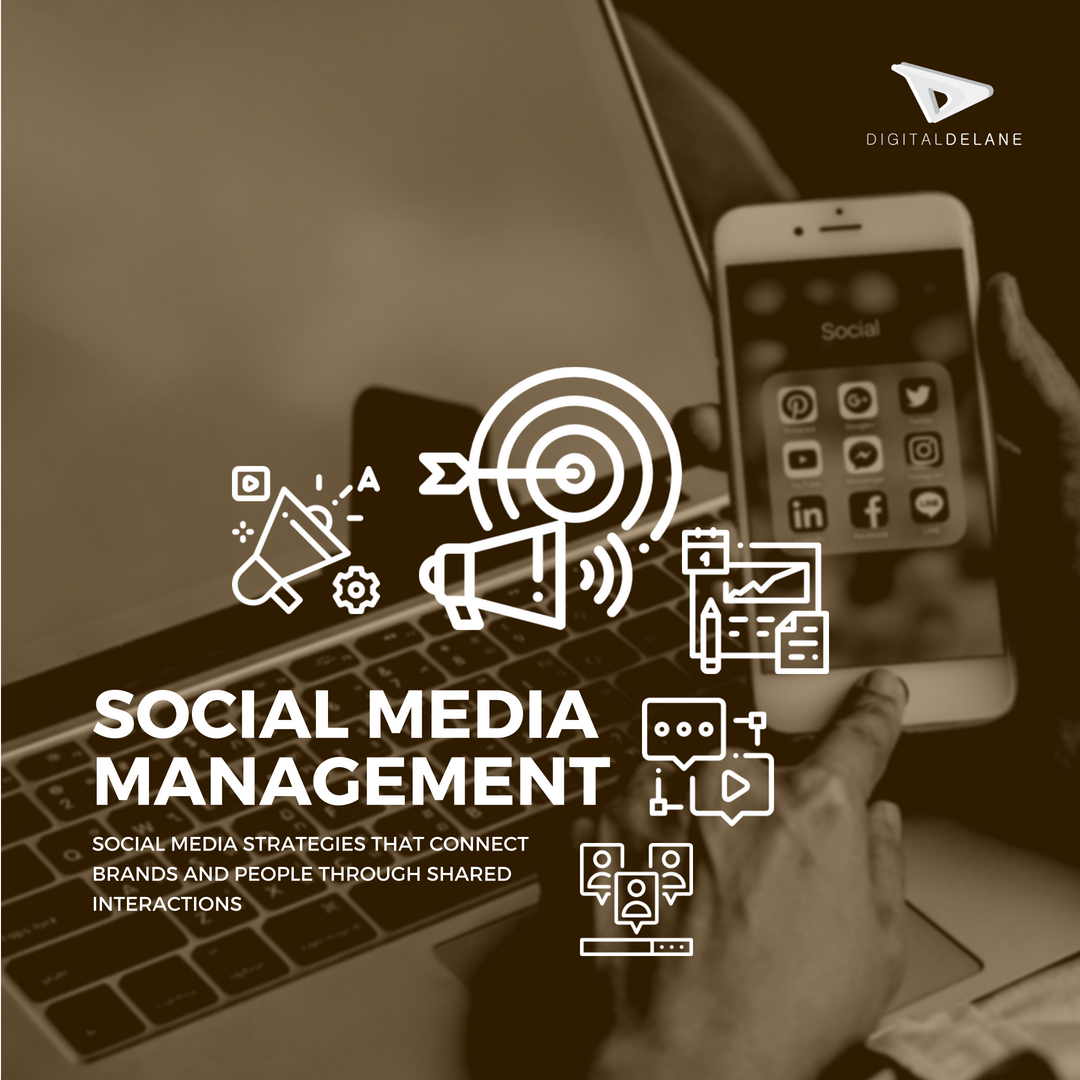 DIGITALDELANE
Social
SOCIAL MEDIA
MANAGEMENT
SOCIAL MEDIA STRATEGIES THAT CONNECT
BRANDS AND PEOPLE THROUGH SHARED
INTERACTIONS